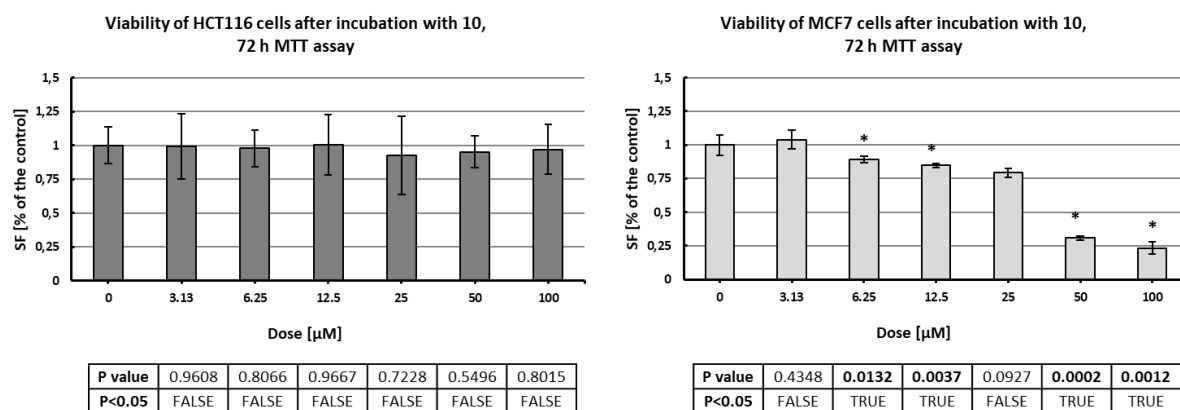 Viability of HCT116 cells after incubation with 10,
72 h MTT assay
SF [% of the control]
1,5
1,25
1
0,75
0,5
0,25
0
0 3.13 6.25 12.5 25 50 100
Dose [µM]
P value 0.9608 0.8066 0.9667 0.7228 0.5496 0.8015
P<0.05 FALSE FALSE FALSE FALSE FALSE FALSE
Viability of MCF7 cells after incubation with 10,
72 h MTT assay
SF [% of the control]
1,5
1,25
1
0,75
0,5
0,25
0
* * * *
0 3.13 6.25 12.5 25 50 100
Dose [µM]
P value 0.4348 0.0132 0.0037 0.0927 0.0002 0.0012
P<0.05 FALSE TRUE TRUE FALSE TRUE TRUE